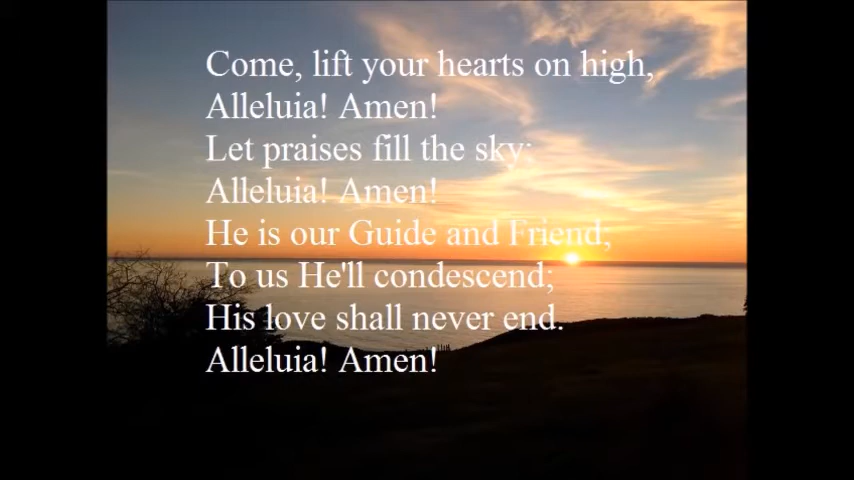 Come, lift your hearts on high,
Alleluia! Amen!
Let praises fill the sky;
Alleluia! Amen!
He is our Guide and Friend;
To us He'll condescend;
His love shall never end.
Alleluia! Amen!